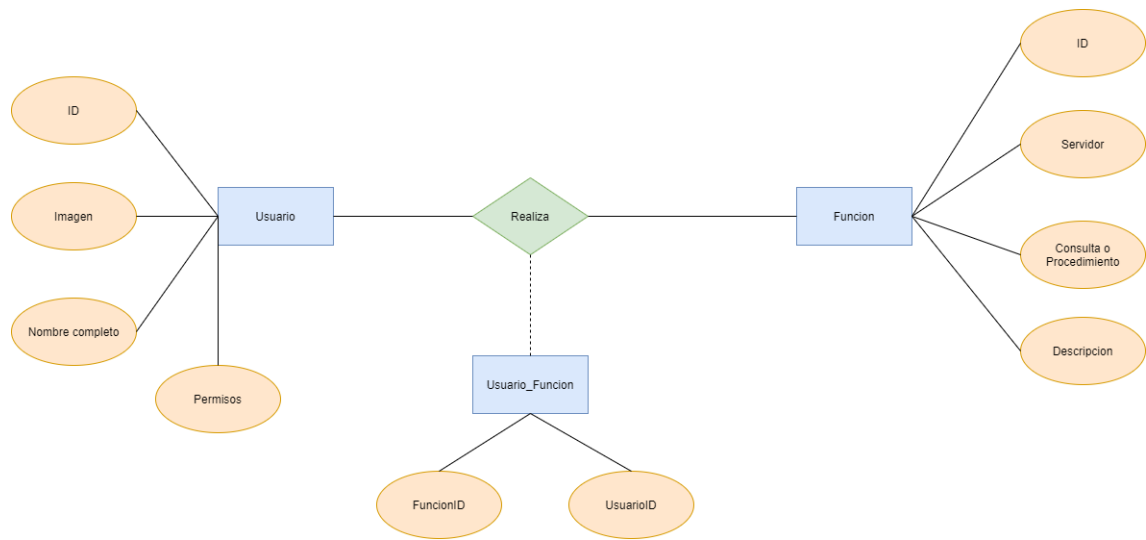 ID
ID
Servidor
Imagen
Usuario
Realiza
Funcion
Consulta o
Procedimiento
Nombre completo
Descripcion
Usuario_Funcion
Permisos
FuncionID
UsuarioID